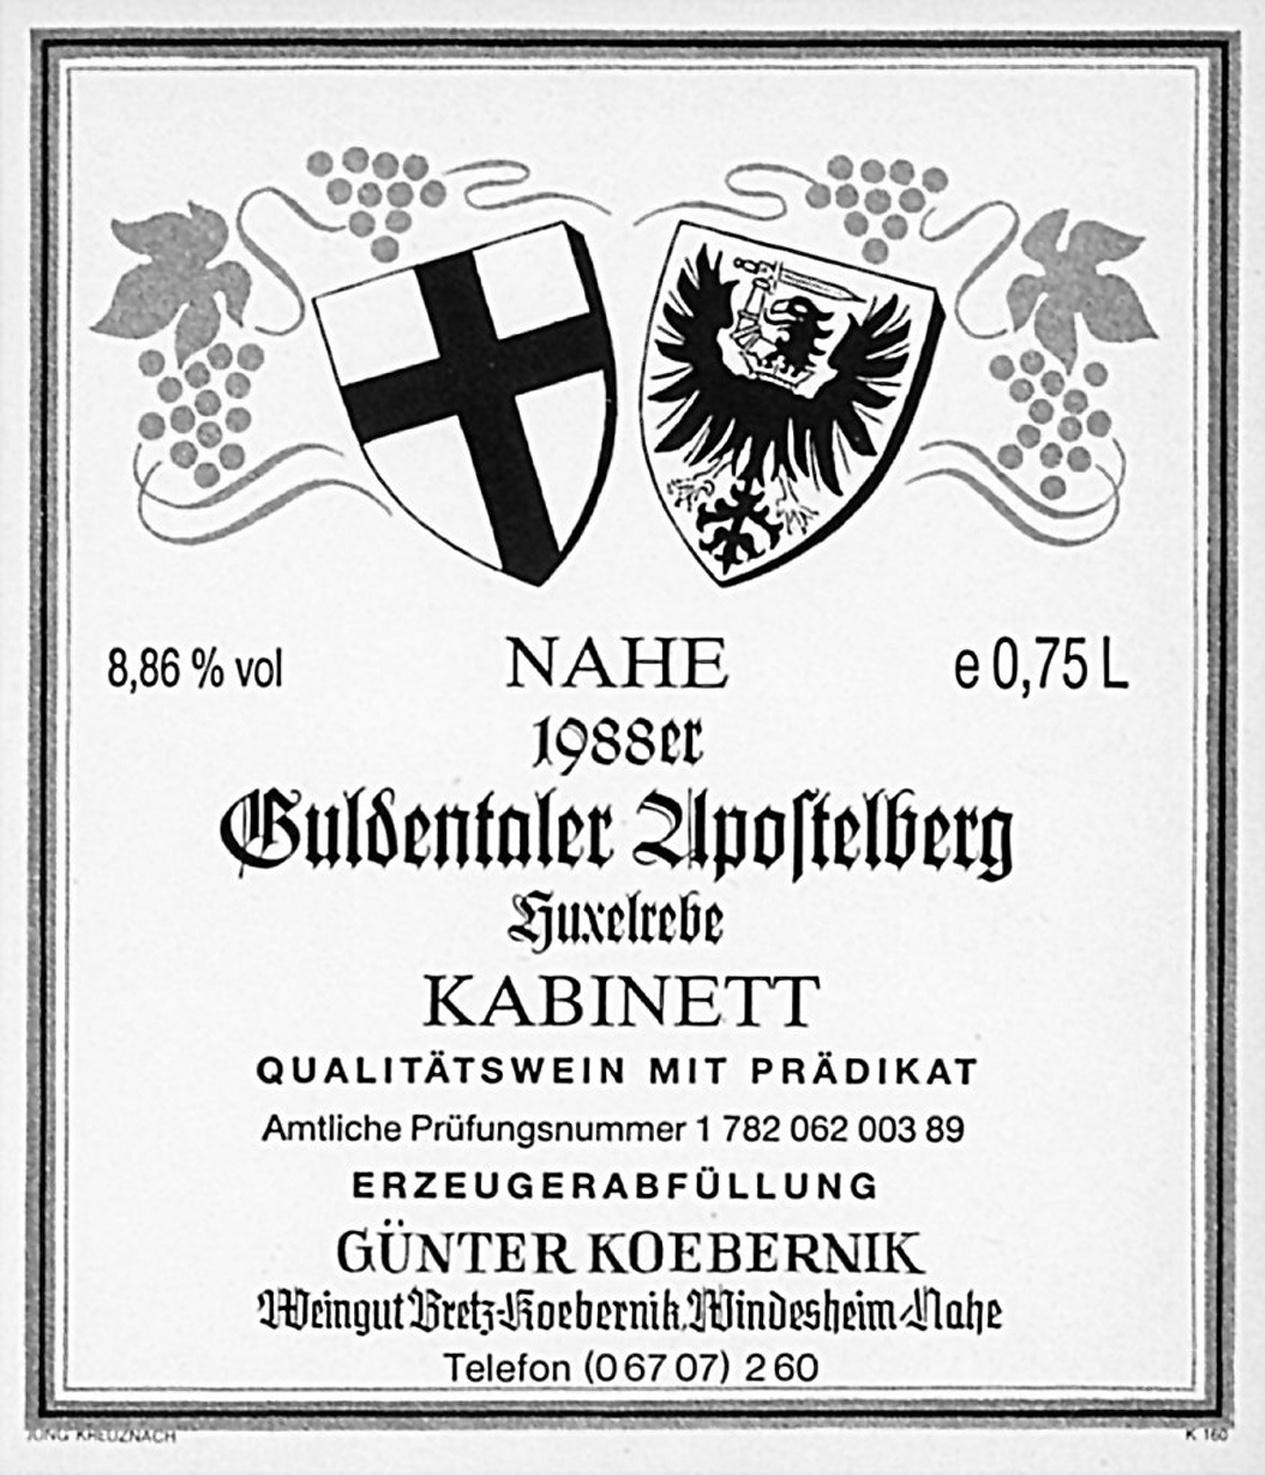 8,86 % vol NAHE e 0,75 L
1988er
Guldentaler Apoſtelberg
Huxelrebe
KABINETT
QUALITÄTSWEIN MIT PRÄDIKAT
Amtliche Prüfungsnummer 1 782 062 003 89
ERZEUGERABFÜLLUNG
GÜNTER KOEBERNIK
Weingut Bretz-Koebernik, Windesheim/Nahe
Telefon (0 67 07) 2 60
JUNG KREUZNACH K 160